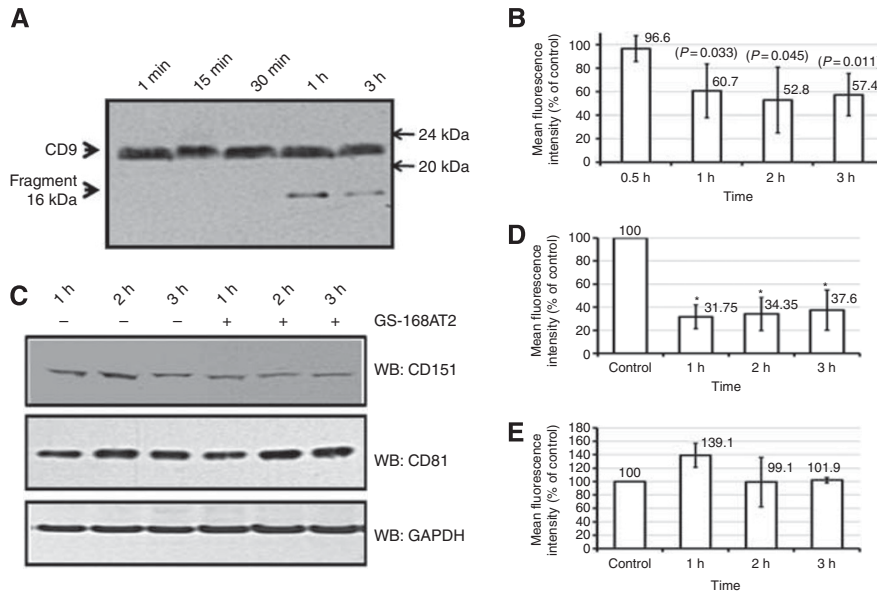 A
1 min 15 min 30 min 1 h 3 h
CD9
24 kDa
20 kDa
Fragment
16 kDa
B
Mean fluorescence
intensity (% of control)
100
80
60
40
20
0
96.6
(P=0.033)
60.7
(P=0.045)
52.8
(P=0.011
57.4
0.5 h 1 h 2 h 3 h
Time
C
1 h 2 h 3 h 1 h 2 h 3 h
– – – + + + GS-168AT2
WB: CD151
WB: CD81
WB: GAPDH
D
Mean fluorescence
intensity (% of control)
100
80
60
40
20
0
100
*
31.75
*
34.35
*
37.6
Control 1 h 2 h 3 h
Time
E
Mean fluorescence
intensity (% of control)
180
160
140
120
100
80
60
40
20
0
100
139.1
99.1
101.9
Control 1 h 2 h 3 h
Time